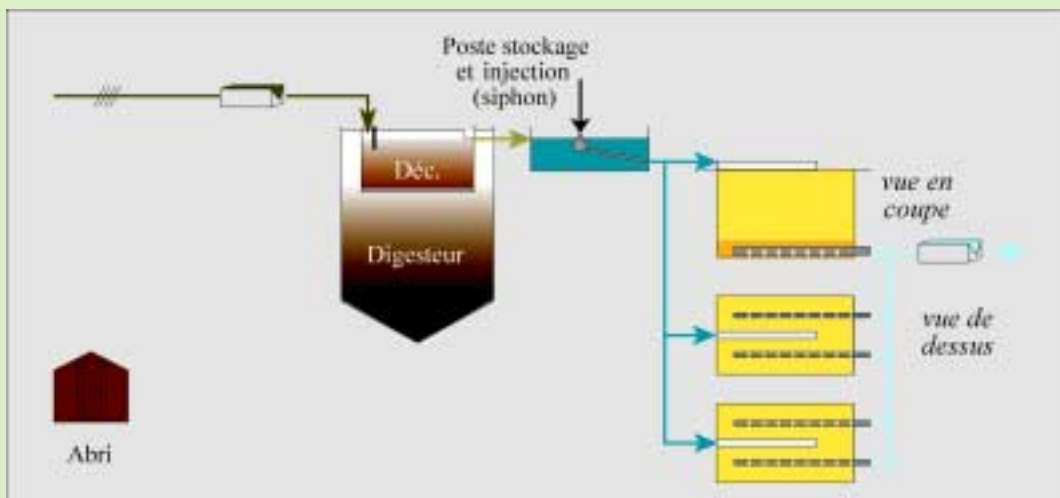 Poste stockage
et injection
(siphon)
Déc.
Digesteur
vue en
coupe
vue de
dessus
Abri